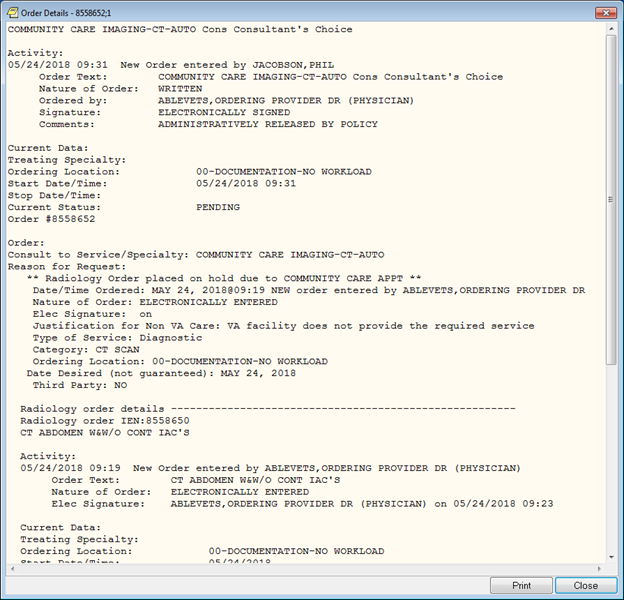 Order Details - 8558652;1
COMMUNITY CARE IMAGING-CT-AUTO Cons Consultant's Choice
Activity:
05/24/2018 09:31 New Order entered by JACOBSON,PHIL
Order Text: COMMUNITY CARE IMAGING-CT-AUTO Cons Consultant's Choice
Nature of Order: WRITTEN
Ordered by: ABLEVETS,ORDERING PROVIDER DR (PHYSICIAN)
Signature: ELECTRONICALLY SIGNED
Comments: ADMINISTRATIVELY RELEASED BY POLICY
Current Data:
Treating Specialty:
Ordering Location: 00-DOCUMENTATION-NO WORKLOAD
Start Date/Time: 05/24/2018 09:31
Stop Date/Time:
Current Status: PENDING
Order #8558652
Order:
Consult to Service/Specialty: COMMUNITY CARE IMAGING-CT-AUTO
Reason for Request:
** Radiology Order placed on hold due to COMMUNITY CARE APPT **
Date/Time Ordered: MAY 24, 2018@09:19 NEW order entered by ABLEVETS,ORDERING PROVIDER DR
Nature of Order: ELECTRONICALLY ENTERED
Elec Signature: on
Justification for Non VA Care: VA facility does not provide the required service
Type of Service: Diagnostic
Category: CT SCAN
Ordering Location: 00-DOCUMENTATION-NO WORKLOAD
Date Desired (not guaranteed): MAY 24, 2018
Third Party: NO
Radiology order details -------------------------------------------------------
Radiology order IEN:8558650
CT ABDOMEN W&W/O CONT IAC'S
Activity:
05/24/2018 09:19 New Order entered by ABLEVETS,ORDERING PROVIDER DR (PHYSICIAN)
Order Text: CT ABDOMEN W&W/O CONT IAC'S
Nature of Order: ELECTRONICALLY ENTERED
Elec Signature: ABLEVETS,ORDERING PROVIDER DR (PHYSICIAN) on 05/24/2018 09:23
Current Data:
Treating Specialty:
Ordering Location: 00-DOCUMENTATION-NO WORKLOAD
Start Date/Time: 05/24/2018
Print Close